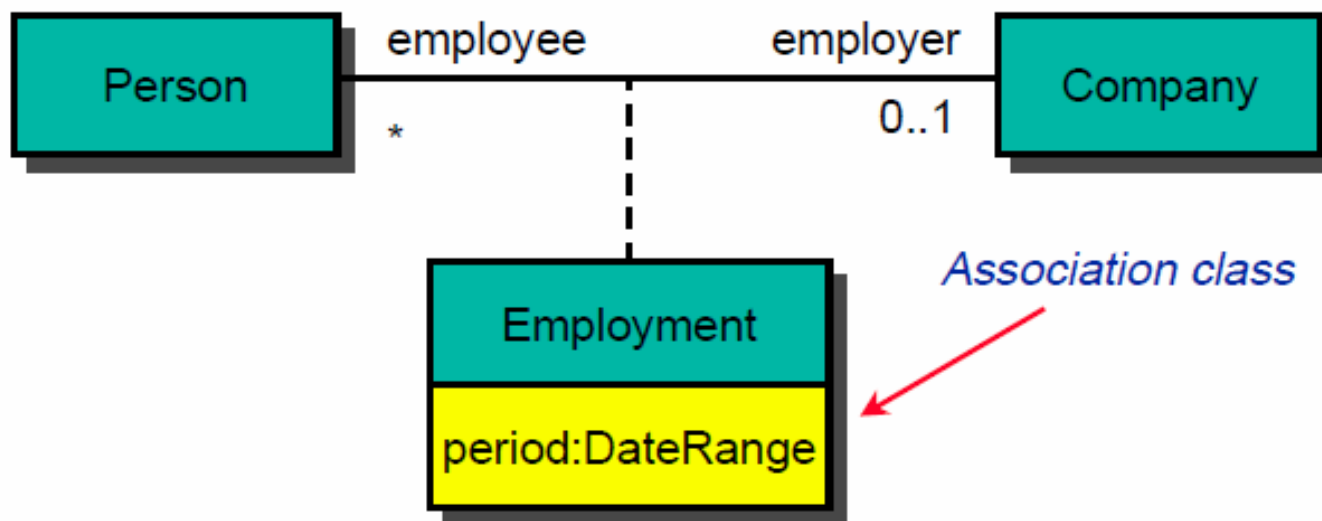 employee
employer
Person
Company
*
0..1
Association class
Employment
period:DateRange